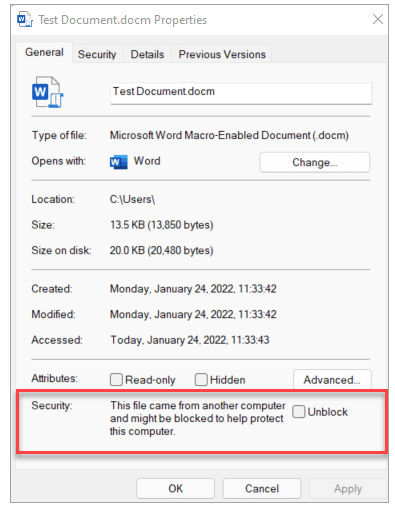 Test Document.docm Properties
General Security Details Previous Versions
Test Document.docm
Type of file: Microsoft Word Macro-Enabled Document (.docm)
Opens with: Word Change...
Location: C:\Users\
Size: 13.5 KB (13,850 bytes)
Size on disk: 20.0 KB (20,480 bytes)
Created: Monday, January 24, 2022, 11:33:42
Modified: Monday, January 24, 2022, 11:33:42
Accessed: Today, January 24, 2022, 11:33:43
Attributes: Read-only Hidden Advanced...
Security: This file came from another computer
and might be blocked to help protect
this computer.
Unblock
OK Cancel Apply